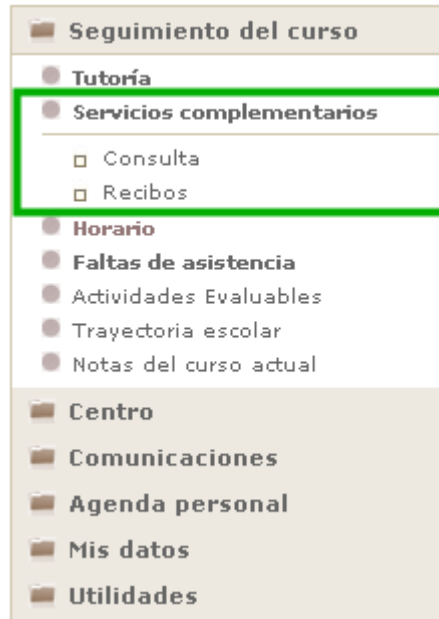 Seguimiento del curso
Tutoría
Servicios complementarios
Consulta
Recibos
Horario
Faltas de asistencia
Actividades Evaluables
Trayectoria escolar
Notas del curso actual
Centro
Comunicaciones
Agenda personal
Mis datos
Utilidades